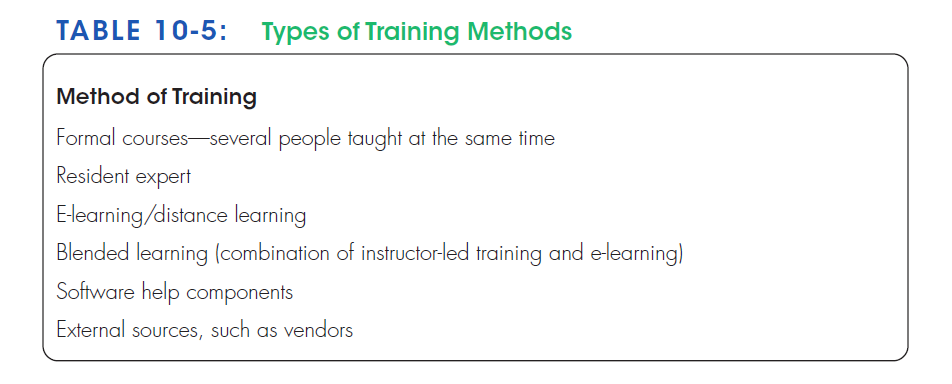 TABLE 10-5: Types of Training Methods
Method of Training
Formal courses—several people taught at the same time
Resident expert
E-learning/distance learning
Blended learning (combination of instructor-led training and e-learning)
Software help components
External sources, such as vendors